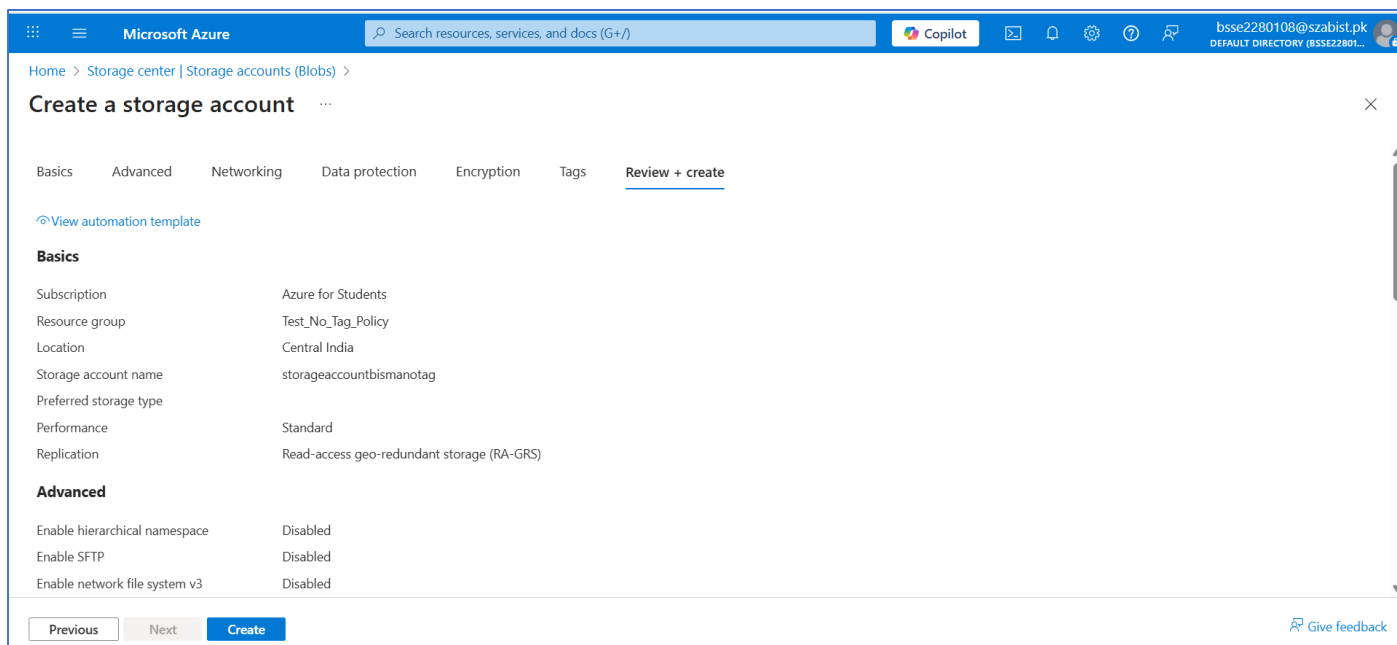 Microsoft Azure
Search resources, services, and docs (G+/)
Copilot
bsse2280108@szabist.pk
DEFAULT DIRECTORY (BSSE22801...
Home > Storage center | Storage accounts (Blobs) >
Create a storage account ...
Basics Advanced Networking Data protection Encryption Tags Review + create
View automation template
Basics
Subscription Azure for Students
Resource group Test_No_Tag_Policy
Location Central India
Storage account name storageaccountbismanotag
Preferred storage type
Performance Standard
Replication Read-access geo-redundant storage (RA-GRS)
Advanced
Enable hierarchical namespace Disabled
Enable SFTP Disabled
Enable network file system v3 Disabled
Previous Next Create Give feedback